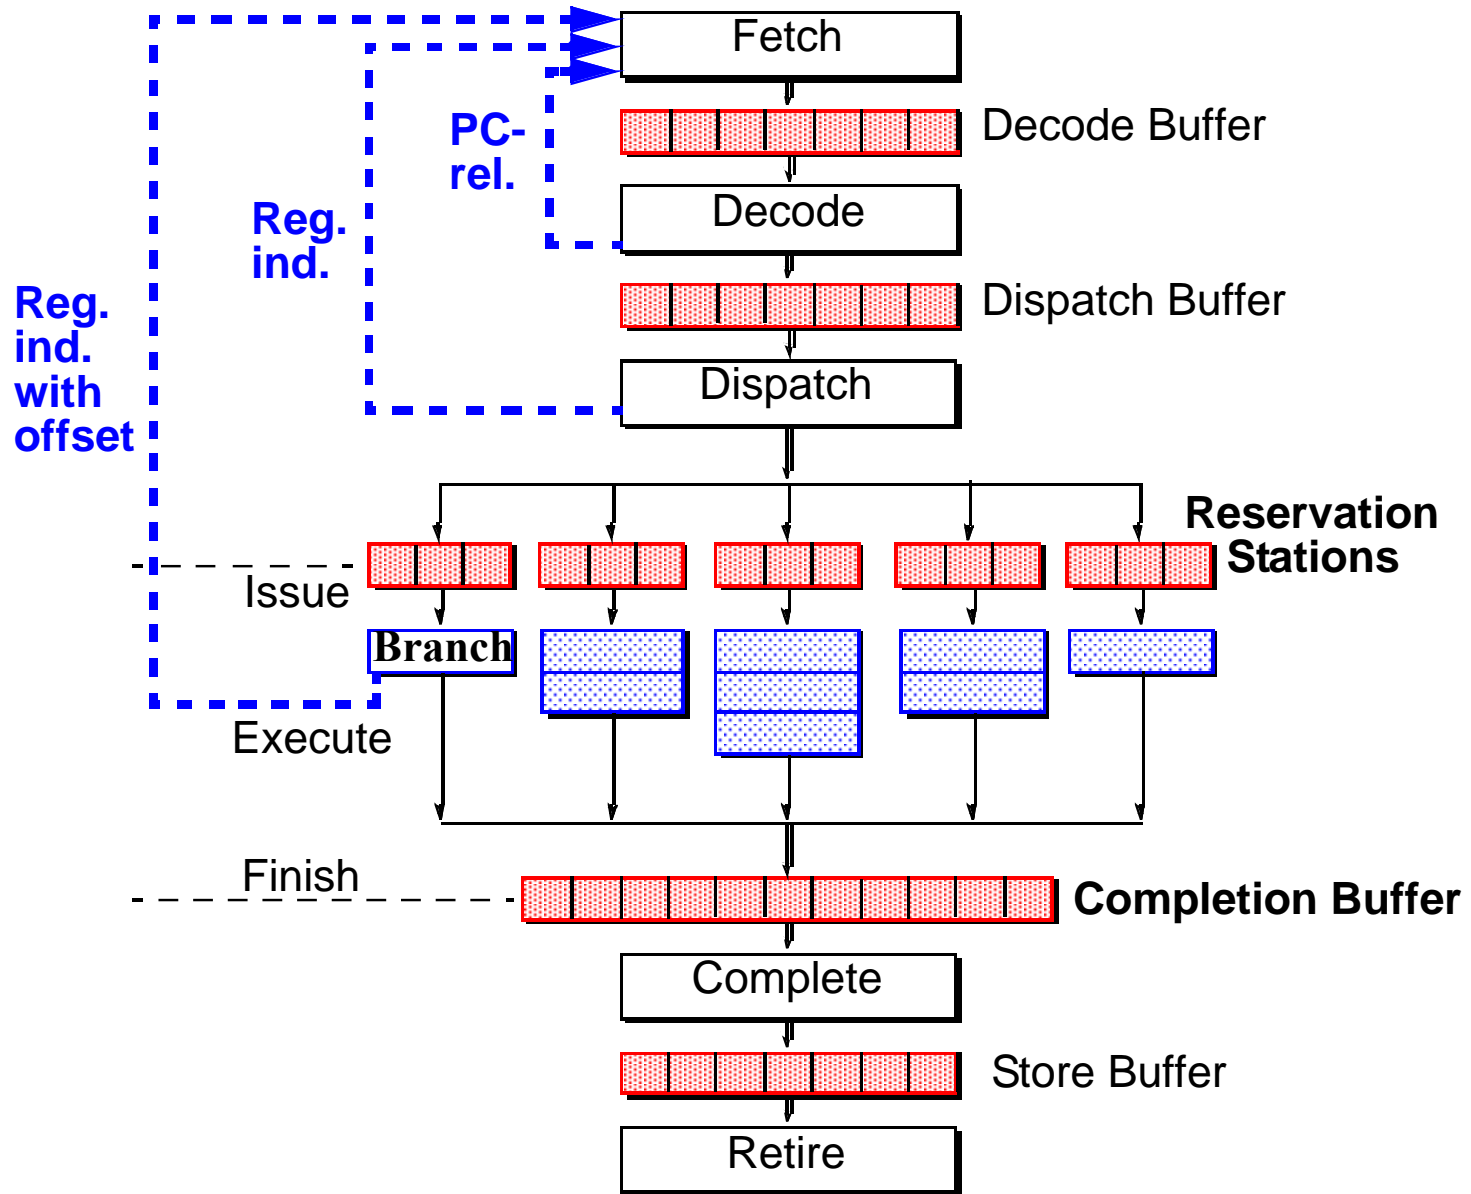 Fetch
Decode Buffer
PC-
rel.
Decode
Reg.
ind.
Reg.
ind.
with
offset
Dispatch Buffer
Dispatch
Reservation
Stations
Issue
Branch
Execute
Finish
Completion Buffer
Complete
Store Buffer
Retire